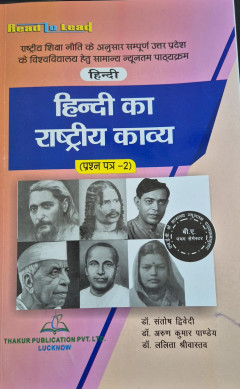 Read to Lead
राष्ट्रीय शिक्षा नीति के अनुसार सम्पूर्ण उत्तर प्रदेश
के विश्वविद्यालय हेतु सामान्य न्यूनतम पाठ्यक्रम
हिन्दी
हिन्दी का
राष्ट्रीय काव्य
(प्रश्न पत्र -2)
बी.ए.
डॉ. संतोष द्विवेदी
डॉ. अरुण कुमार पाण्डेय
डॉ. ललिता श्रीवास्तव
THAKUR PUBLICATION PVT. LTD.
LUCKNOW